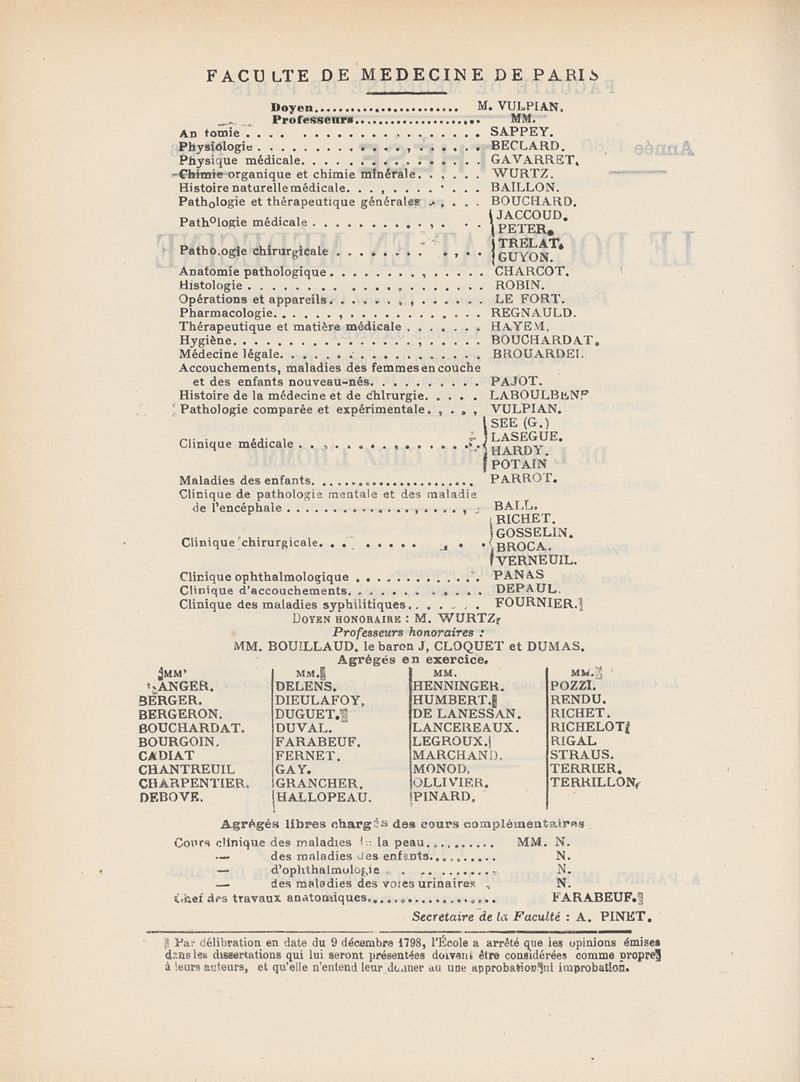 FACULTE DE MEDECINE DE PARIS
Doyen........................ M. VULPIAN,
Professeurs................... MM.
An tomie . . . . . . . . . . . . . . . . SAPPEY.
Physiologie . . . . . . . . . . . . . . . BECLARD.
Physique médicale. . . . . . . . . . . . . GAVARRET,
Chimie organique et chimie minérale. . . . . . WURTZ.
Histoire naturelle médicale. . . . . . . . . . BAILLON.
Pathologie et thérapeutique générales . . . . BOUCHARD.
Pathologie médicale . . . . . . . . . . . . JACCOUD.
PETER.
Patho.ogie chirurgicale . . . . . . . . . . TRELAT.
GUYON.
Anatomie pathologique . . . . . . . . . . . . CHARCOT.
Histologie . . . . . . . . . . . . . . . . ROBIN.
Opérations et appareils. . . . . . . . . . . . LE FORT.
Pharmacologie. . . . . . . . . . . . . . . REGNAULD.
Thérapeutique et matière médicale . . . . . . . HAYEM,
Hygiène. . . . . . . . . . . . . . . . . BOUCHARDAT.
Médecine légale. . . . . . . . . . . . . . . BROUARDEL
Accouchements, maladies des femmes en couche
et des enfants nouveau-nés. . . . . . . . . . PAJOT.
Histoire de la médecine et de chlrurgie. . . . . LABOULBENE
Pathologie comparée et expérimentale. . . . , VULPIAN.
SEE (G.)
LASEGUE.
Clinique médicale . . . . . . . . . . . . . HARDY.
POTAIN
Maladies des enfants. ..................... PARROT.
Clinique de pathologie mentale et des maladie
de l'encéphale . . . . . . . . . . . . . . . BALL.
RICHET.
GOSSELIN.
Clinique chirurgicale. . . . . . . . . . . BROCA.
VERNEUIL.
Clinique ophthalmologique . . . . . . . . . . . PANAS
Clinique d'accouchements. . . . . . . . . . . . DEPAUL.
Clinique des maladies syphilitiques. . . . . . . FOURNIER.
DOYEN HONORAIRE : M. WURTZ,
Professeurs honoraires :
MM. BOUILLAUD, le baron J, CLOQUET et DUMAS.
Agrégés en exercice.
MM' MM. MM. MM.
ANGER. DELENS. HENNINGER. POZZI.
BERGER. DIEULAFOY, HUMBERT. RENDU.
BERGERON. DUGUET. DE LANESSAN. RICHET.
BOUCHARDAT. DUVAL. LANCEREAUX. RICHELOT
BOURGOIN. FARABEUF. LEGROUX. RIGAL
CADIAT FERNET. MARCHAND. STRAUS.
CHANTREUIL GAY. MONOD. TERRIER.
CHARPENTIER. GRANCHER. OLLIVIER. TERRILLON,
DEBOVE. HALLOPEAU. PINARD.
Agrégés libres chargés des cours complémentaires
Cours clinique des maladies de la peau........... MM. N.
— des maladies des enfants.......... N.
— d'ophthalmologie . . .......... N.
— des maladies des voies urinaires , N.
Chef des travaux anatomiques.................... FARABEUF.
Secretaire de la Faculté : A. PINET.
Par délibration en date du 9 décembre 1798, l'École a arrêté que les opinions émises
dans les dissertations qui lui seront présentées doivent être considérées comme propre
à leurs auteurs, et qu'elle n'entend leur donner au une approbation ni improbation.